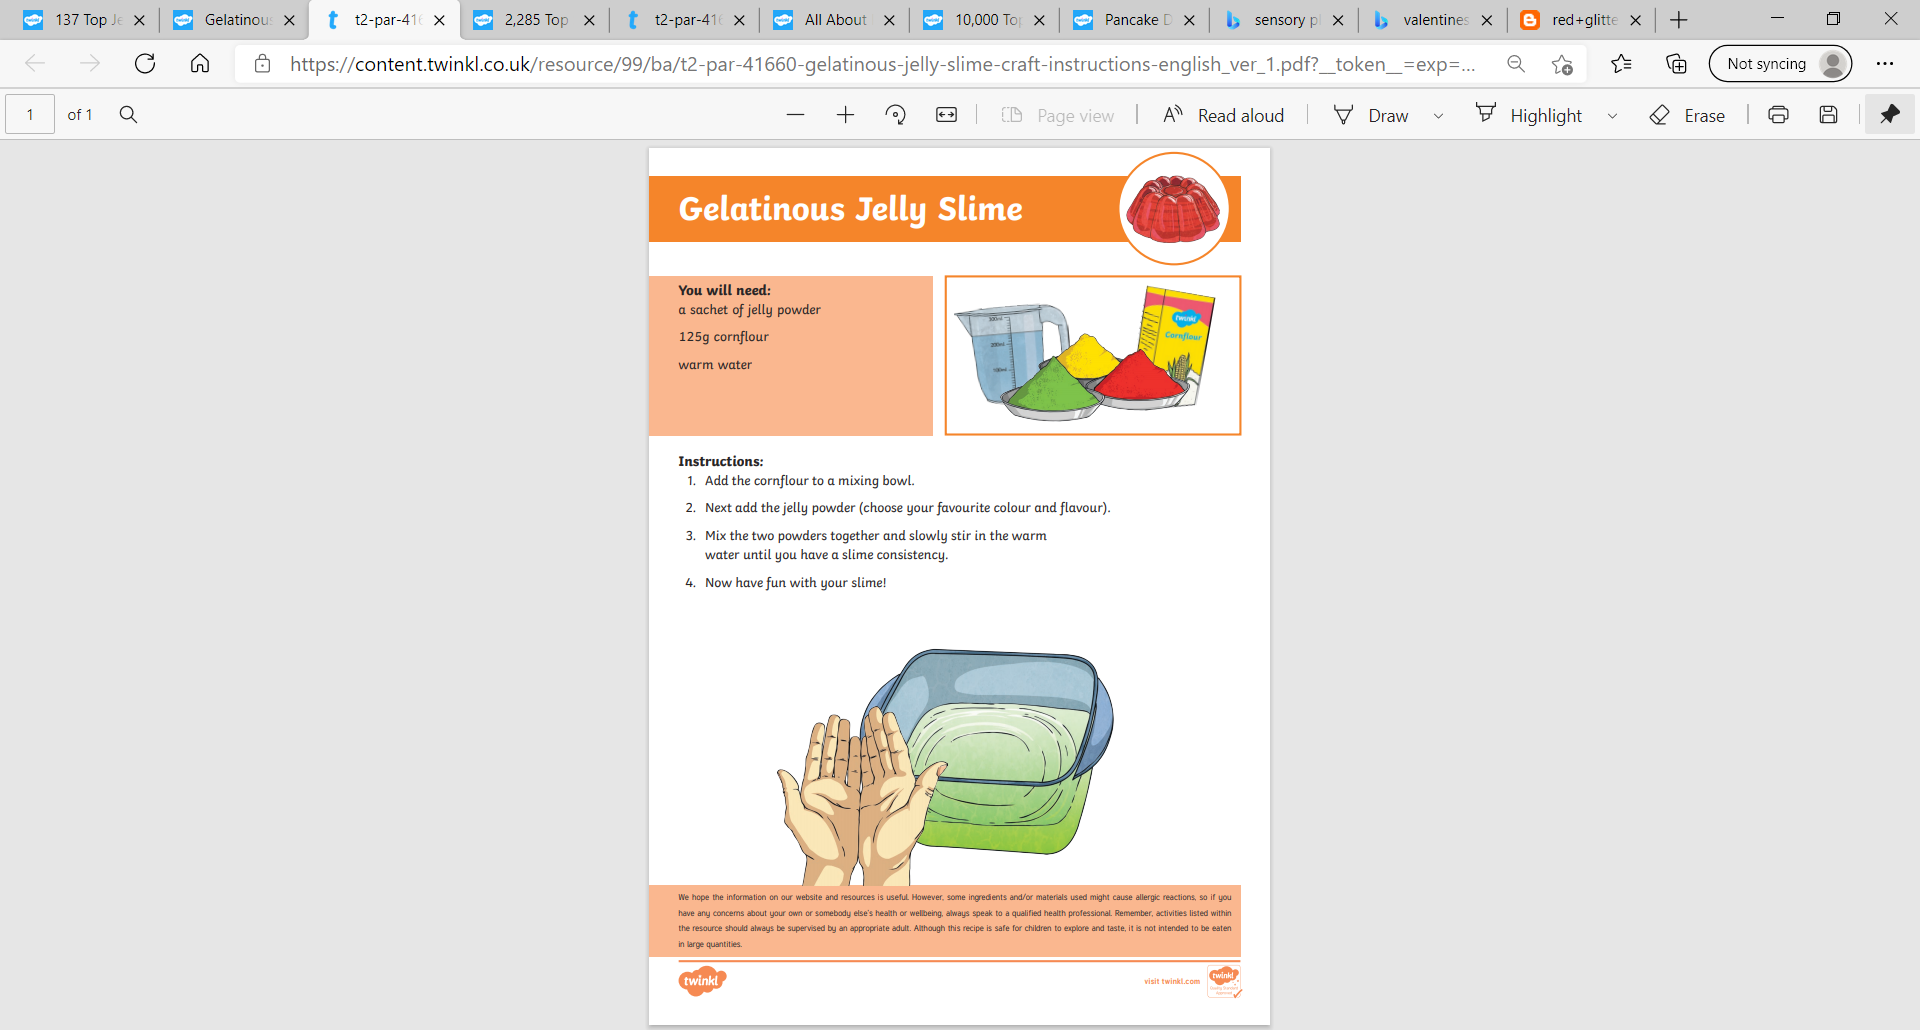 137 Top Je
Gelatinous
t2-par-416
2,285 Top
t2-par-416
All About
10,000 Top
Pancake D
sensory pl
valentines
red+glitte
https://content.twinkl.co.uk/resource/99/ba/t2-par-41660-gelatinous-jelly-slime-craft-instructions-english_ver_1.pdf?__token__=exp=...
Not syncing
1 of 1
Page view
Read aloud
Draw
Highlight
Erase
Gelatinous Jelly Slime
You will need:
a sachet of jelly powder
125g cornflour
warm water
300ml
200ml
100ml
twinkl
Cornflour
Instructions:
1. Add the cornflour to a mixing bowl.
2. Next add the jelly powder (choose your favourite colour and flavour).
3. Mix the two powders together and slowly stir in the warm
water until you have a slime consistency.
4. Now have fun with your slime!
We hope the information on our website and resources is useful. However, some ingredients and/or materials used might cause allergic reactions, so if you
have any concerns about your own or somebody else's health or wellbeing, always speak to a qualified health professional. Remember, activities listed within
the resource should always be supervised by an appropriate adult. Although this recipe is safe for children to explore and taste, it is not intended to be eaten
in large quantities.
twinkl
visit twinkl.com
twinkl